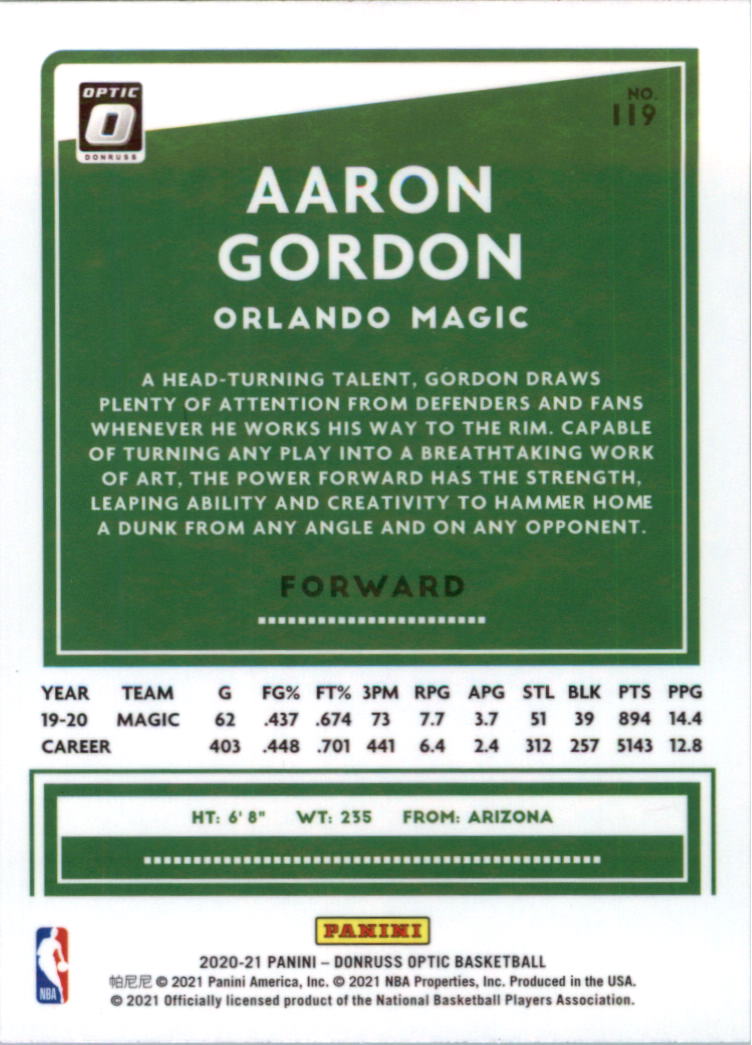 OPTIC
O
DONRUSS
NO.
119
AARON
GORDON
ORLANDO MAGIC
A HEAD-TURNING TALENT, GORDON DRAWS
PLENTY OF ATTENTION FROM DEFENDERS AND FANS
WHENEVER HE WORKS HIS WAY TO THE RIM. CAPABLE
OF TURNING ANY PLAY INTO A BREATHTAKING WORK
OF ART, THE POWER FORWARD HAS THE STRENGTH,
LEAPING ABILITY AND CREATIVITY TO HAMMER HOME
A DUNK FROM ANY ANGLE AND ON ANY OPPONENT.
FORWARD
YEAR TEAM G FG% FT% 3PM RPG APG STL BLK PTS PPG
19-20 MAGIC 62 .437 .674 73 7.7 3.7 51 39 894 14.4
CAREER 403 .448 .701 441 6.4 2.4 312 257 5143 12.8
HT: 6' 8" WT: 235 FROM: ARIZONA
PANINI
NBA
2020-21 PANINI – DONRUSS OPTIC BASKETBALL
帕尼尼 © 2021 Panini America, Inc. © 2021 NBA Properties, Inc. Produced in the USA.
© 2021 Officially licensed product of the National Basketball Players Association.